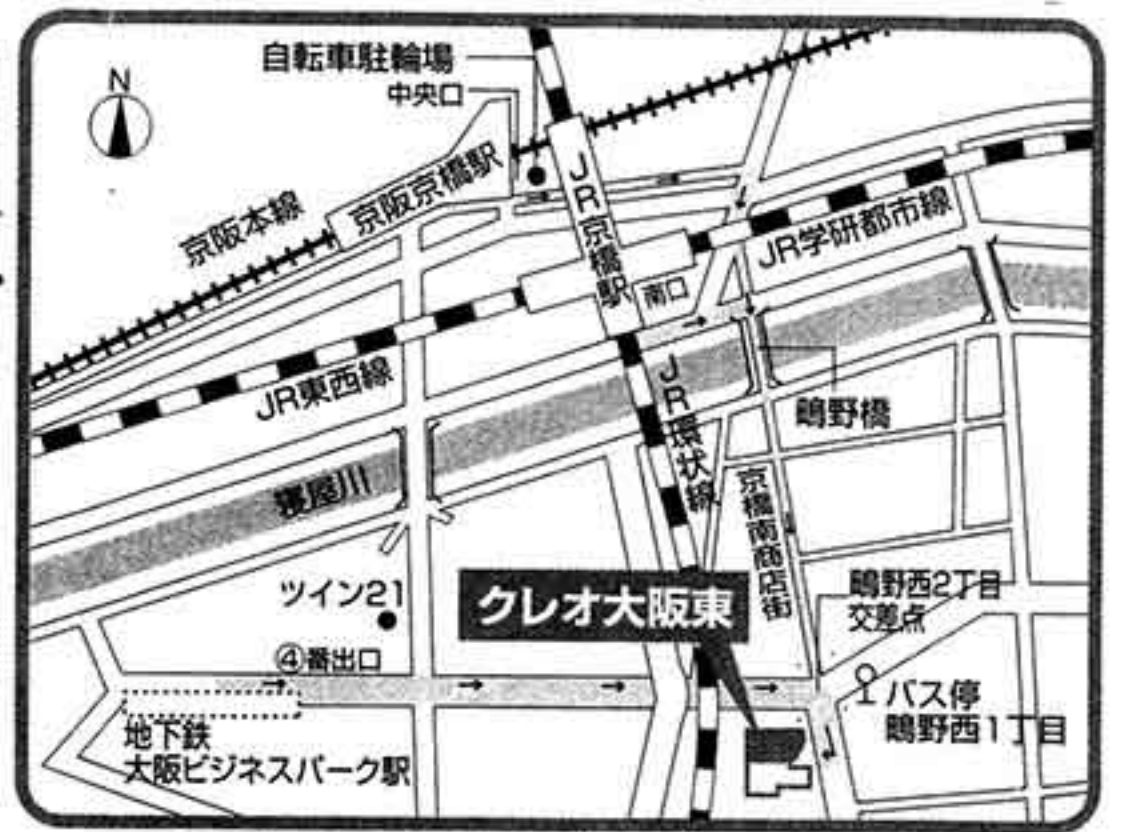 自転車駐輪場
中央口
N
京阪本線
京阪京橋駅
JR京橋駅
南口
JR学研都市線
JR東西線
JR環状線
鴫野橋
寝屋川
京橋南商店街
ツイン21
クレオ大阪東
鴫野西2丁目
交差点
④番出口
バス停
鴫野西1丁目
地下鉄
大阪ビジネスパーク駅